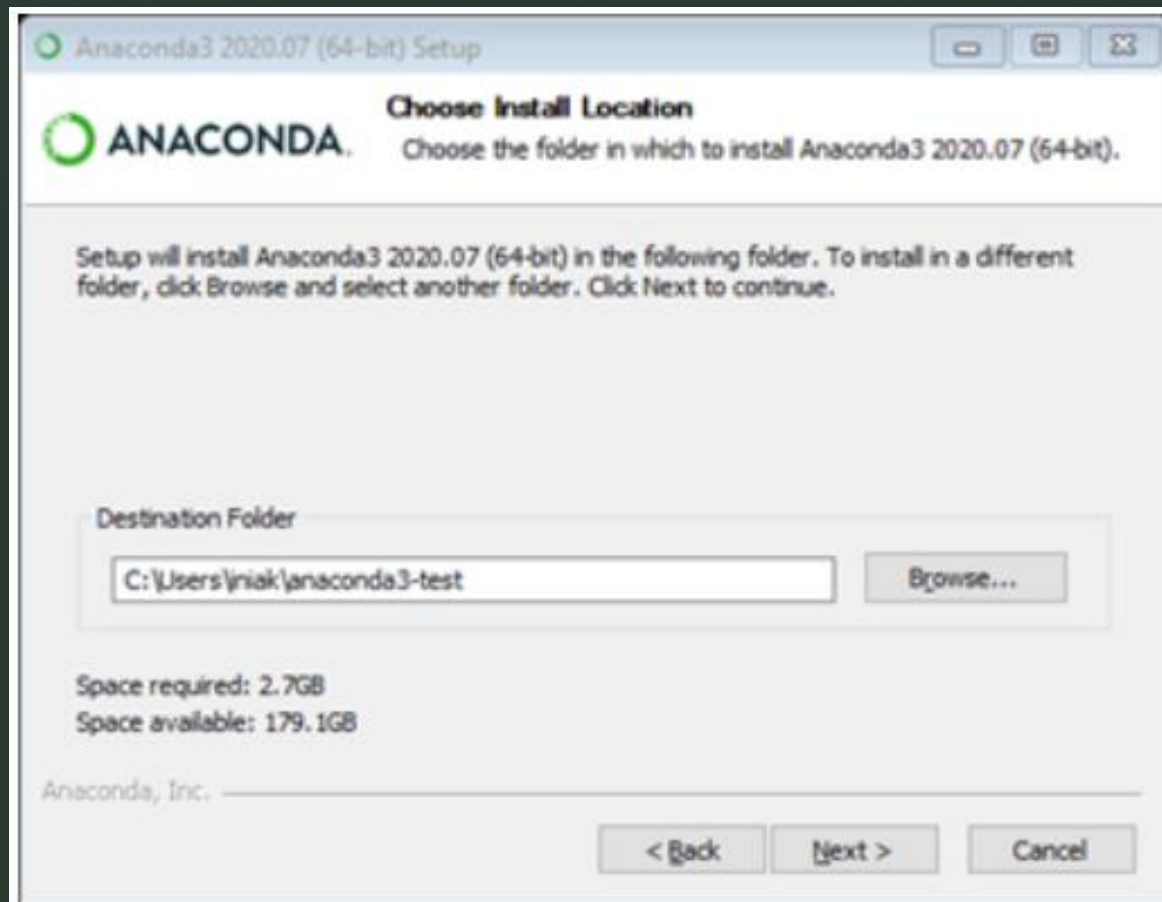 Anaconda3 2020.07 (64-bit) Setup
ANACONDA.
Choose Install Location
Choose the folder in which to install Anaconda3 2020.07 (64-bit).
Setup will install Anaconda3 2020.07 (64-bit) in the following folder. To install in a different
folder, click Browse and select another folder. Click Next to continue.
Destination Folder
C:\Users\iniak\anaconda3-test
Browse...
Space required: 2.7GB
Space available: 179.1GB
Anaconda, Inc.
< Back
Next >
Cancel